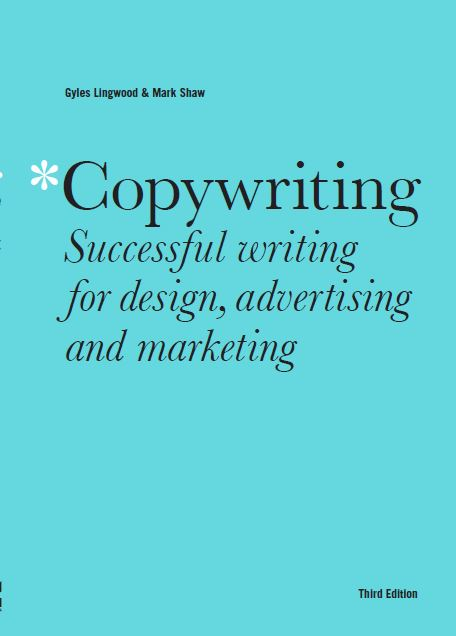 Gyles Lingwood & Mark Shaw
*Copywriting
Successful writing
for design, advertising
and marketing
Third Edition